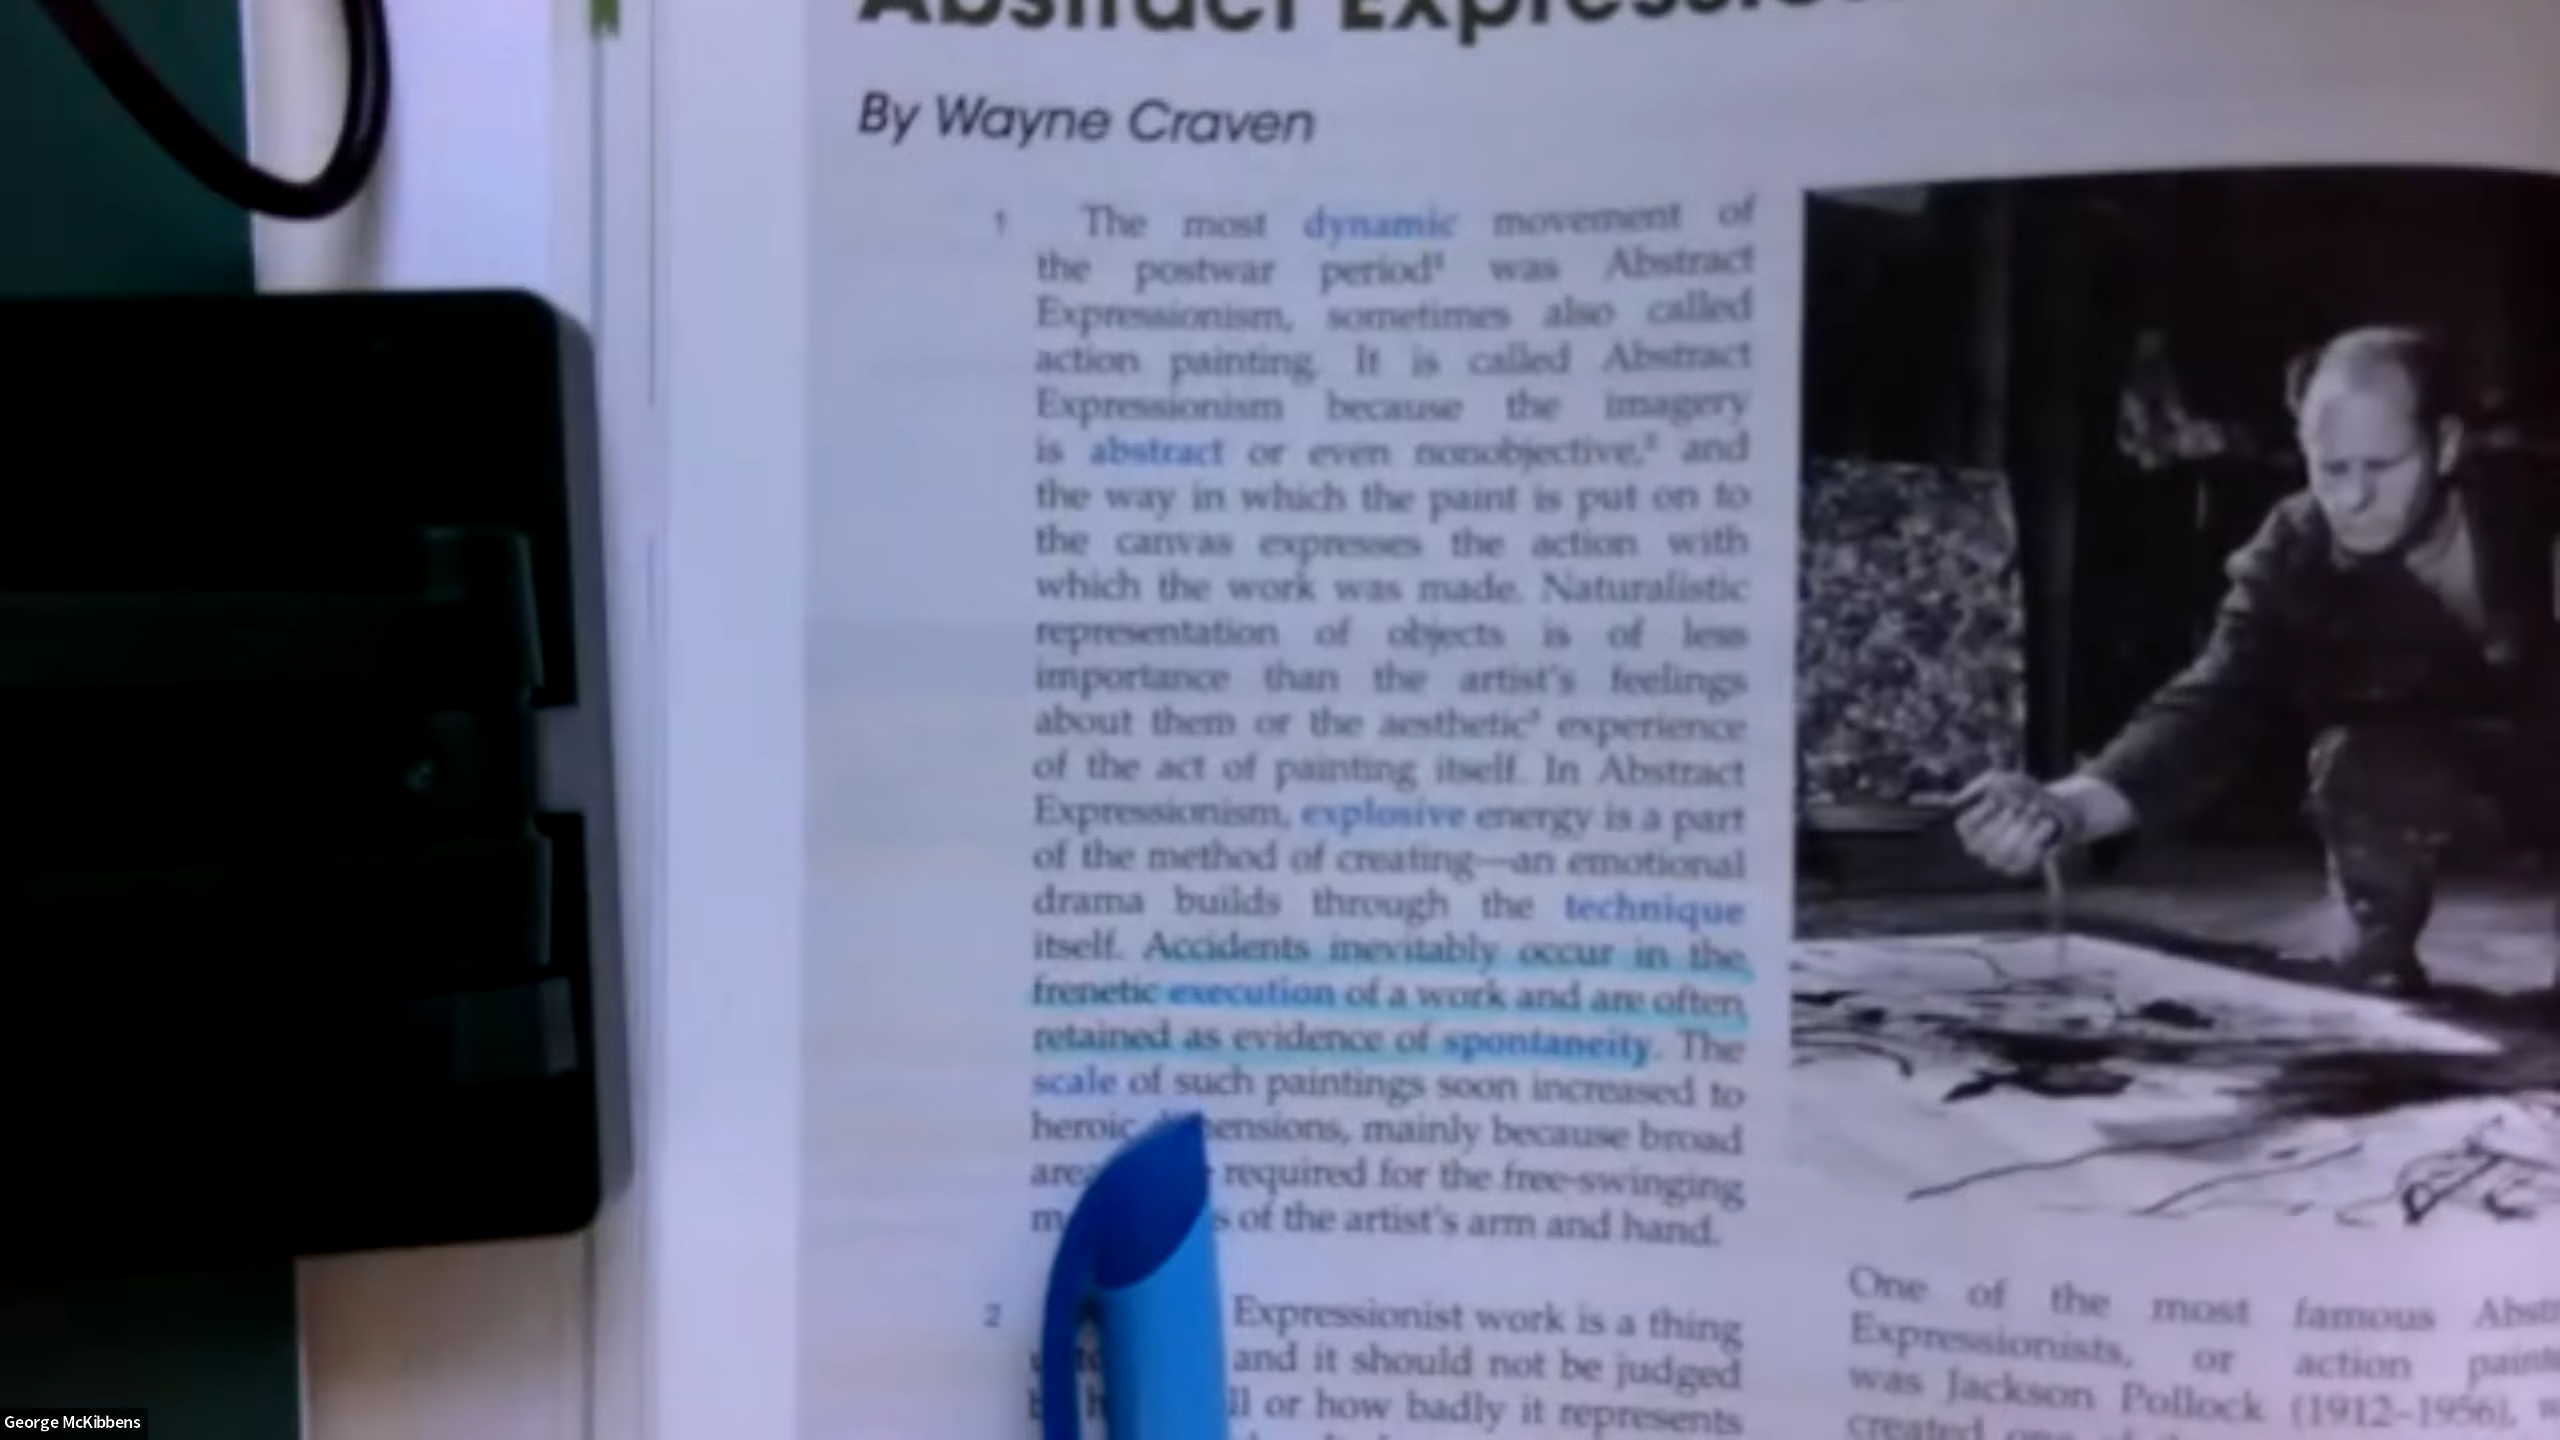 Abstract Expression
By Wayne Craven
1 The most dynamic movement of
the postwar period¹ was Abstract
Expressionism, sometimes also called
action painting. It is called Abstract
Expressionism because the imagery
is abstract or even nonobjective,² and
the way in which the paint is put on to
the canvas expresses the action with
which the work was made. Naturalistic
representation of objects is of less
importance than the artist's feelings
about them or the aesthetic³ experience
of the act of painting itself. In Abstract
Expressionism, explosive energy is a part
of the method of creating—an emotional
drama builds through the technique
itself. Accidents inevitably occur in the
frenetic execution of a work and are often
retained as evidence of spontaneity. The
scale of such paintings soon increased to
heroic mainly because broad
required for the free-swinging
of the artist's arm and hand.
2 Expressionist work is a thing
and it should not be judged
or how badly it represents
One of the most famous
Expressionists, or action
was Jackson Pollock (1912–1956),
created one of
George McKibbens